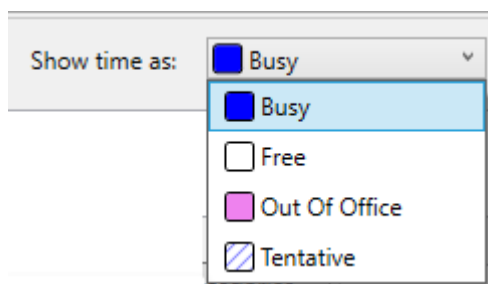 Show time as: Busy
Busy
Free
Out Of Office
Tentative